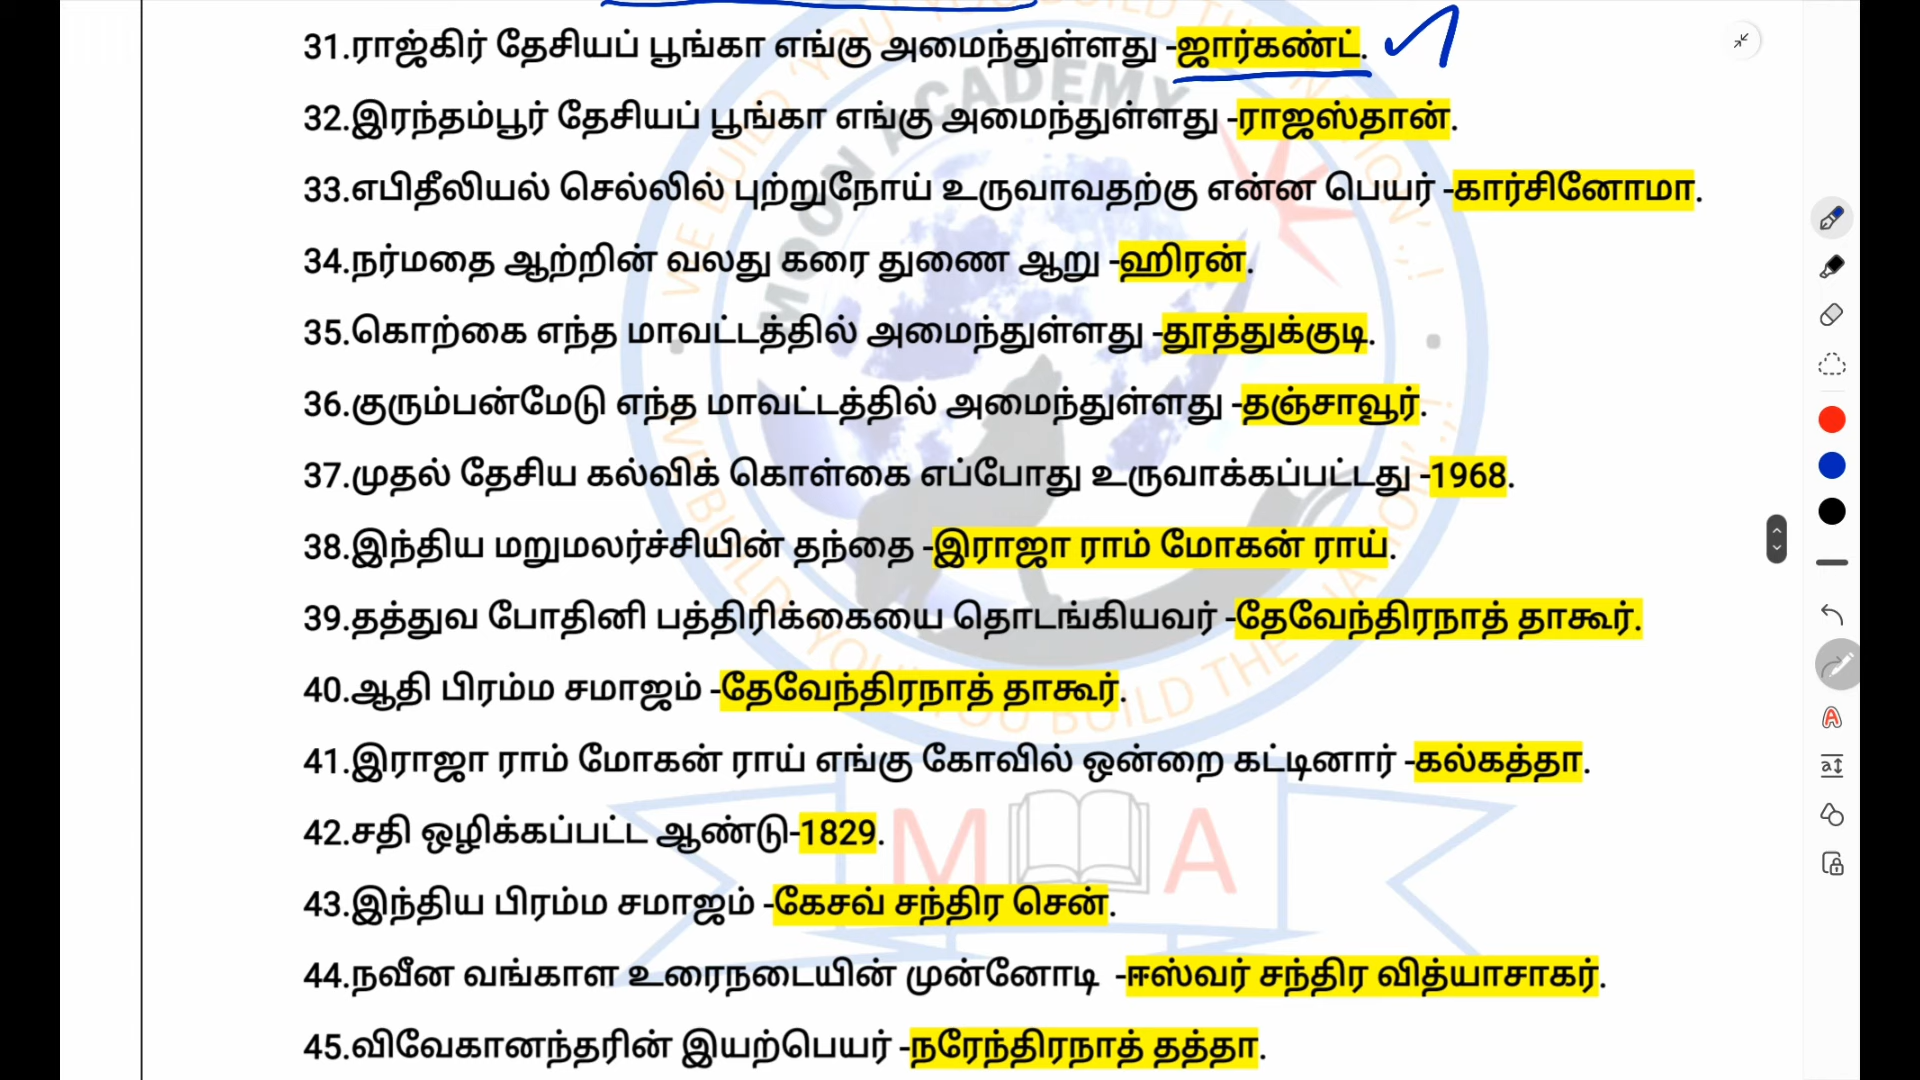 31.ராஜ்கிர் தேசியப் பூங்கா எங்கு அமைந்துள்ளது -ஜார்கண்ட்.
32.இரந்தம்பூர் தேசியப் பூங்கா எங்கு அமைந்துள்ளது -ராஜஸ்தான்.
33.எபிதீலியல் செல்லில் புற்றுநோய் உருவாவதற்கு என்ன பெயர் -கார்சினோமா.
34.நர்மதை ஆற்றின் வலது கரை துணை ஆறு -ஹிரன்.
35.கொற்கை எந்த மாவட்டத்தில் அமைந்துள்ளது -தூத்துக்குடி.
36.குரும்பன்மேடு எந்த மாவட்டத்தில் அமைந்துள்ளது -தஞ்சாவூர்.
37.முதல் தேசிய கல்விக் கொள்கை எப்போது உருவாக்கப்பட்டது -1968.
38.இந்திய மறுமலர்ச்சியின் தந்தை -இராஜா ராம் மோகன் ராய்.
39.தத்துவ போதினி பத்திரிக்கையை தொடங்கியவர் -தேவேந்திரநாத் தாகூர்.
40.ஆதி பிரம்ம சமாஜம் -தேவேந்திரநாத் தாகூர்.
41.இராஜா ராம் மோகன் ராய் எங்கு கோவில் ஒன்றை கட்டினார் -கல்கத்தா.
42.சதி ஒழிக்கப்பட்ட ஆண்டு-1829.
43.இந்திய பிரம்ம சமாஜம் -கேசவ் சந்திர சென்.
44.நவீன வங்காள உரைநடையின் முன்னோடி -ஈஸ்வர் சந்திர வித்யாசாகர்.
45.விவேகானந்தரின் இயற்பெயர் -நரேந்திரநாத் தத்தா.
MOON ACADEMY
M A